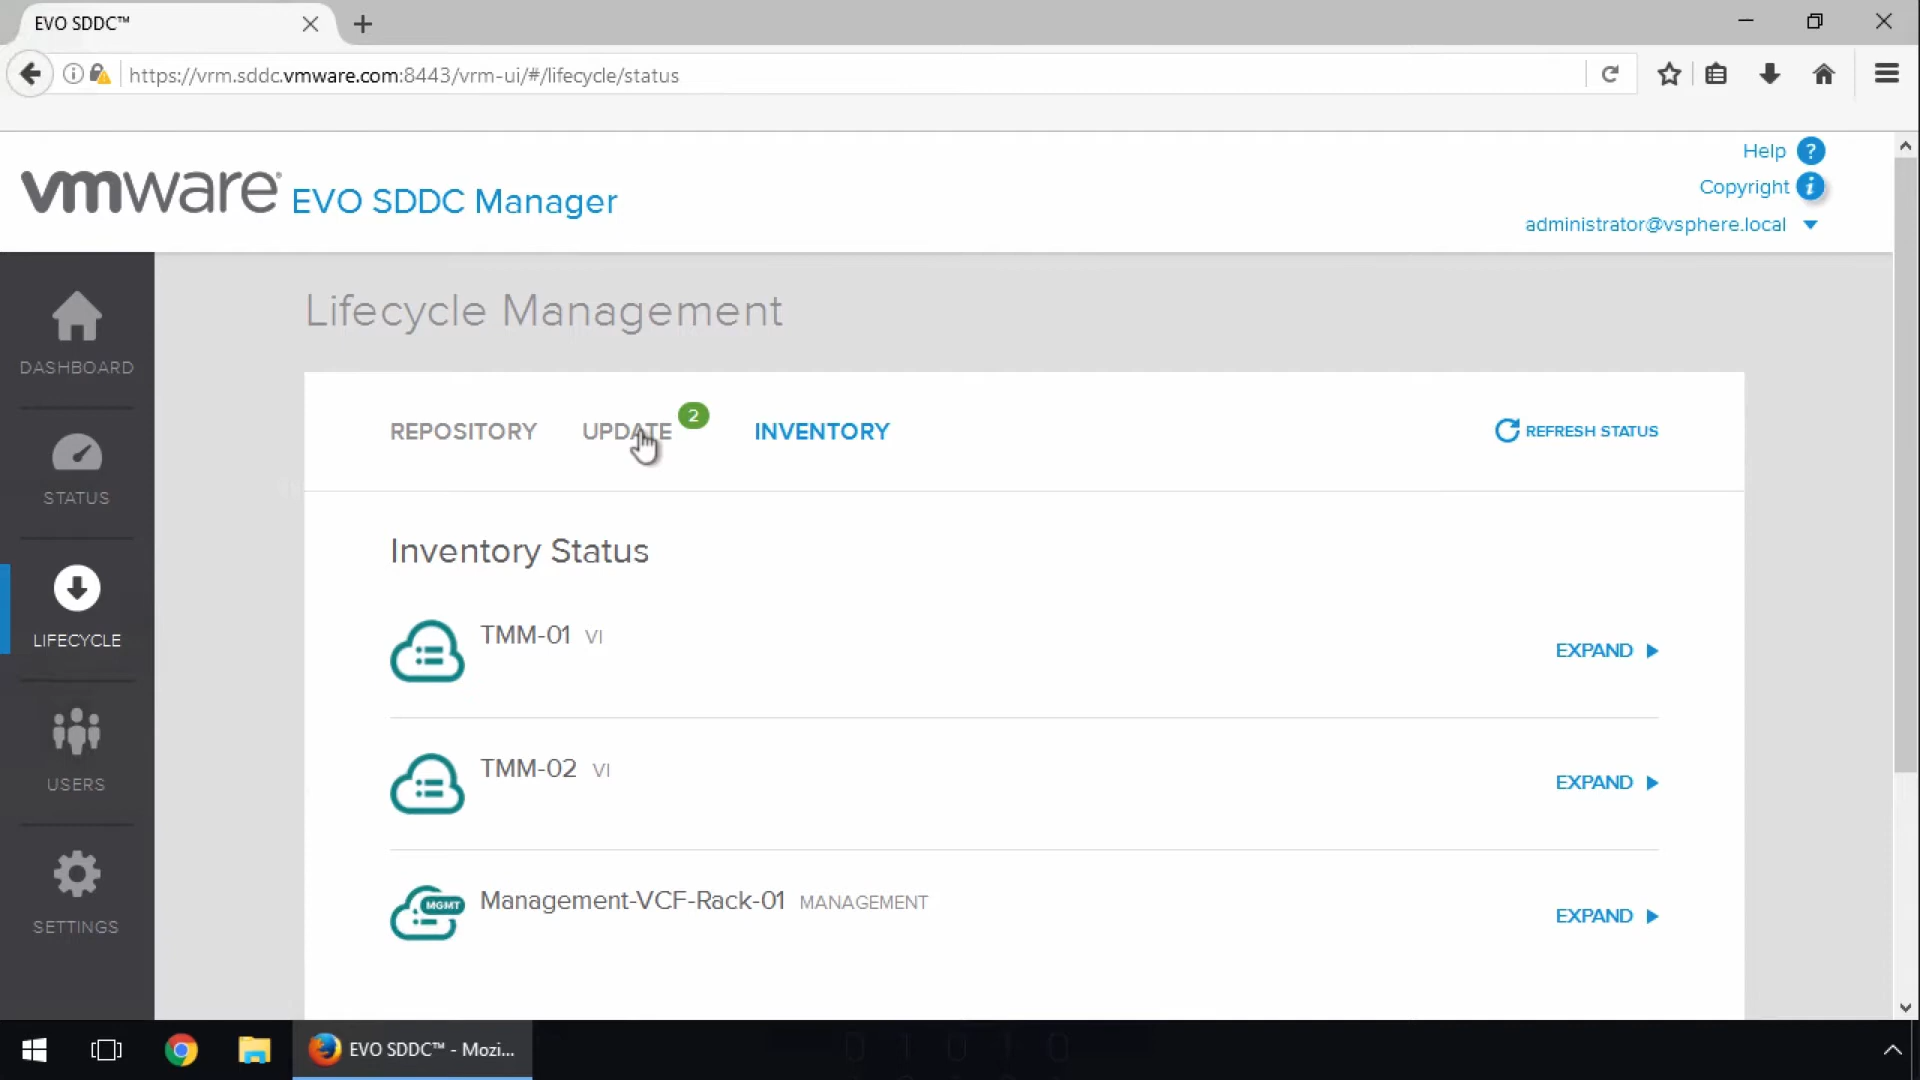 EVO SDDC™
https://vrm.sddc.vmware.com:8443/vrm-ui/#/lifecycle/status
Help ?
Copyright i
vmware EVO SDDC Manager
administrator@vsphere.local
Lifecycle Management
DASHBOARD
STATUS
LIFECYCLE
USERS
SETTINGS
REPOSITORY UPDATE 2 INVENTORY REFRESH STATUS
Inventory Status
TMM-01 VI
EXPAND
TMM-02 VI
EXPAND
MGMT Management-VCF-Rack-01 MANAGEMENT
EXPAND
EVO SDDC™ - Mozi...